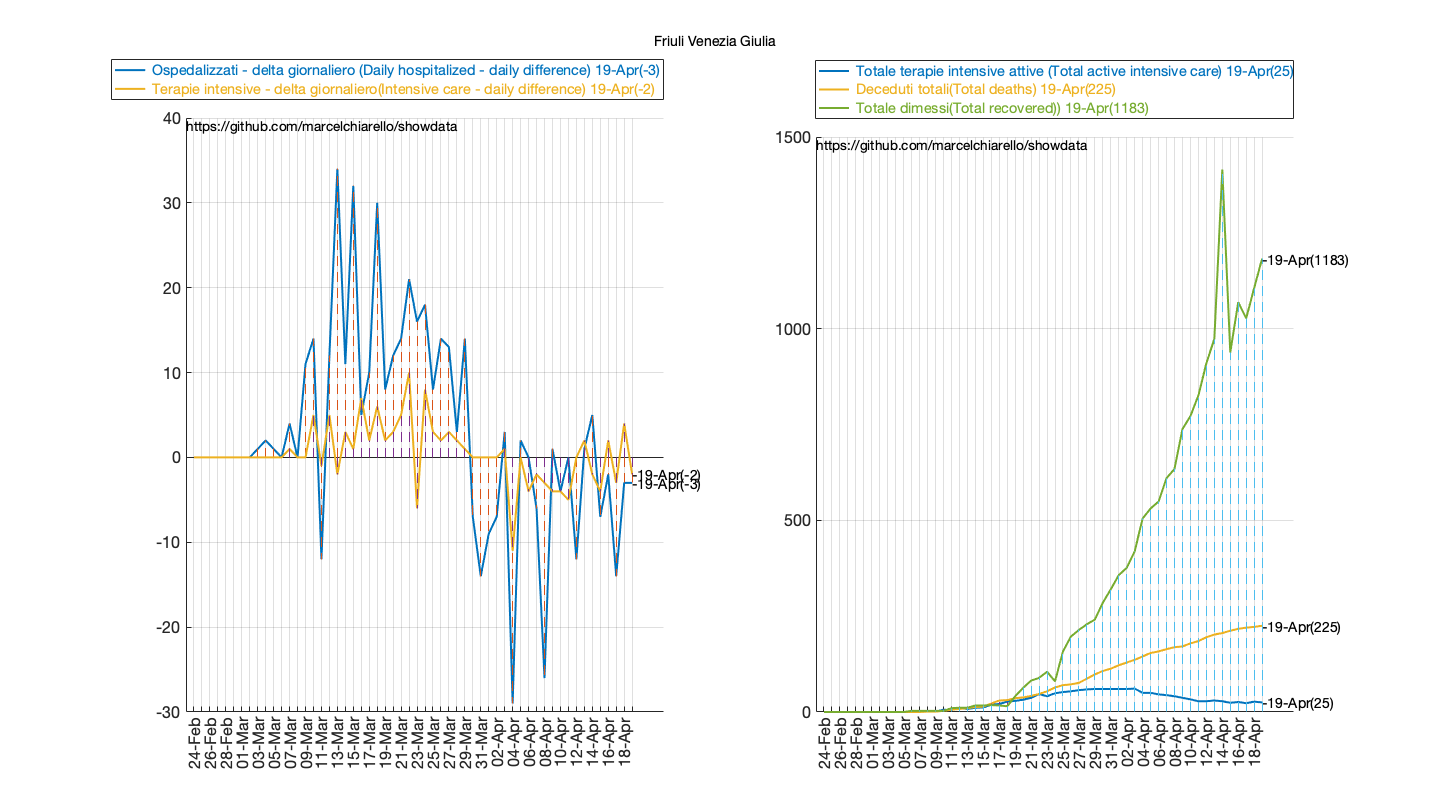 Friuli Venezia Giulia
Ospedalizzati - delta giornaliero (Daily hospitalized - daily difference) 19-Apr(-3)
Terapie intensive - delta giornaliero(Intensive care - daily difference) 19-Apr(-2)
40
https://github.com/marcelchiarello/showdata
30
20
10
0
-10
-20
-30
-19-Apr(-2)
-19-Apr(-3)
24-Feb
26-Feb
28-Feb
01-Mar
03-Mar
05-Mar
07-Mar
09-Mar
11-Mar
13-Mar
15-Mar
17-Mar
19-Mar
21-Mar
23-Mar
25-Mar
27-Mar
29-Mar
31-Mar
02-Apr
04-Apr
06-Apr
08-Apr
10-Apr
12-Apr
14-Apr
16-Apr
18-Apr
Totale terapie intensive attive (Total active intensive care) 19-Apr(25)
Deceduti totali(Total deaths) 19-Apr(225)
Totale dimessi(Total recovered)) 19-Apr(1183)
1500
https://github.com/marcelchiarello/showdata
1000
500
0
-19-Apr(1183)
-19-Apr(225)
-19-Apr(25)
24-Feb
26-Feb
28-Feb
01-Mar
03-Mar
05-Mar
07-Mar
09-Mar
11-Mar
13-Mar
15-Mar
17-Mar
19-Mar
21-Mar
23-Mar
25-Mar
27-Mar
29-Mar
31-Mar
02-Apr
04-Apr
06-Apr
08-Apr
10-Apr
12-Apr
14-Apr
16-Apr
18-Apr